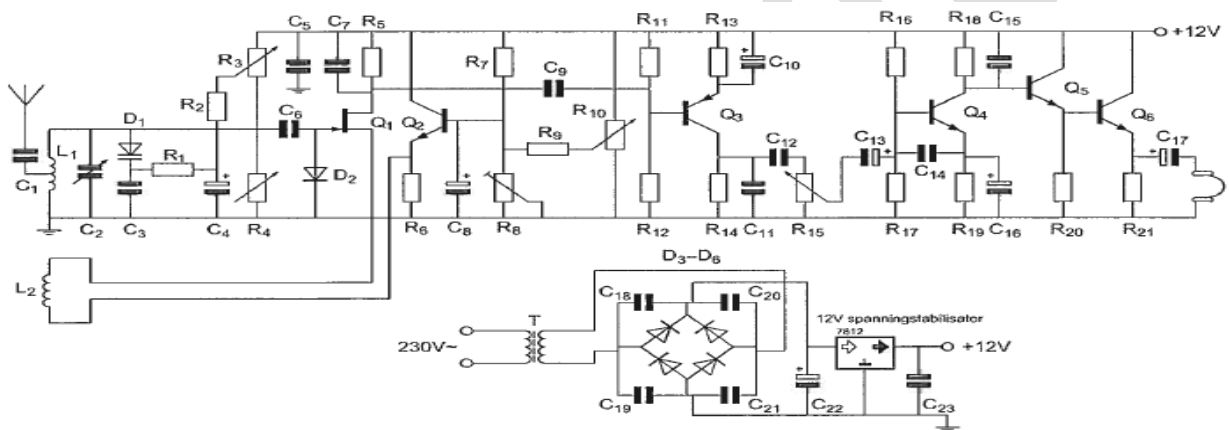 C5 C7 R5 R11 R13 R16 R18 C15
+12V
R3 R7 C9 C10
R2 R10 Q5
D1 C6 Q1 Q2 Q3 Q4 Q6
L1 R1 R9 C12 C13 C17
C1 D2 C14
C2 C3 C4 R4 R6 C8 R8 R12 R14 C11 R15 R17 R19 C16 R20 R21
D3–D6
L2
C18 C20
T 12V spanningstabilisator
7812
230V~ +12V
C19 C21 C22 C23